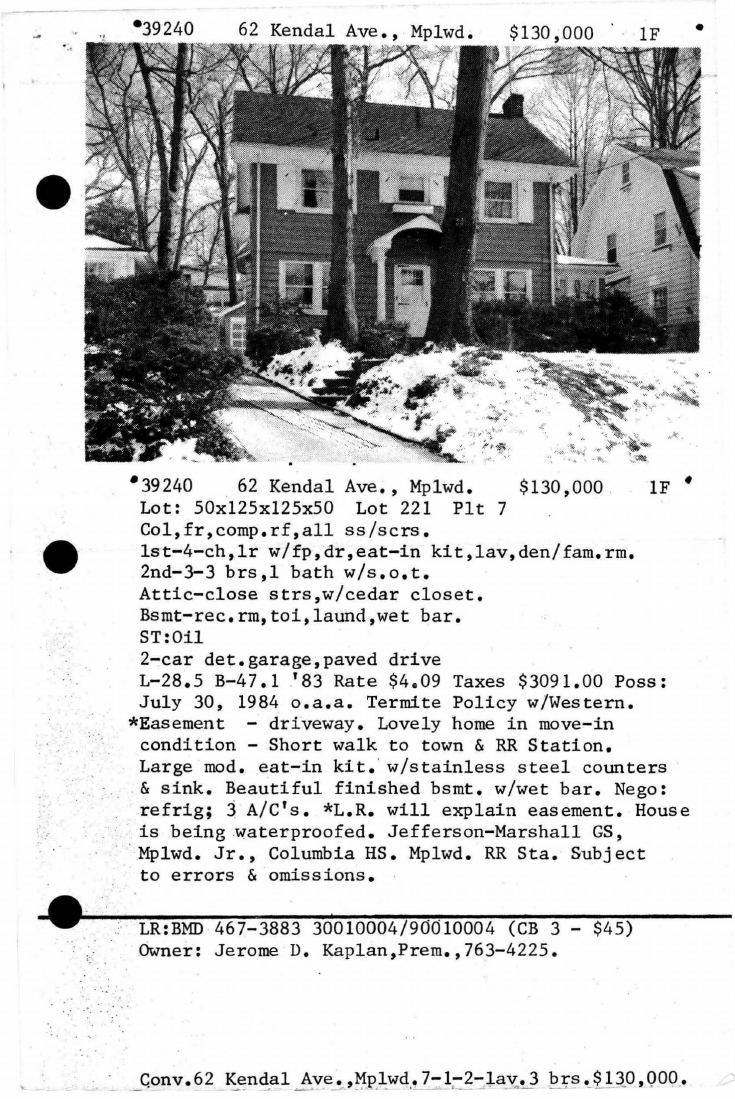 39240 62 Kendal Ave., Mplwd. $130,000 1F
39240 62 Kendal Ave., Mplwd. $130,000 1F
Lot: 50x125x125x50 Lot 221 Plt 7
Col,fr,comp.rf,all ss/scrs.
1st-4-ch,lr w/fp,dr,eat-in kit,lav,den/fam.rm.
2nd-3-3 brs,1 bath w/s.o.t.
Attic-close strs,w/cedar closet.
Bsmt-rec.rm,toi,laund,wet bar.
ST:Oil
2-car det.garage,paved drive
L-28.5 B-47.1 '83 Rate $4.09 Taxes $3091.00 Poss:
July 30, 1984 o.a.a. Termite Policy w/Western.
*Easement - driveway. Lovely home in move-in
condition - Short walk to town & RR Station.
Large mod. eat-in kit. w/stainless steel counters
& sink. Beautiful finished bsmt. w/wet bar. Nego:
refrig; 3 A/C's. *L.R. will explain easement. House
is being waterproofed. Jefferson-Marshall GS,
Mplwd. Jr., Columbia HS. Mplwd. RR Sta. Subject
to errors & omissions.
LR:BMD 467-3883 30010004/90010004 (CB 3 - $45)
Owner: Jerome D. Kaplan,Prem.,763-4225.
Conv.62 Kendal Ave.,Mplwd.7-1-2-lav.3 brs.$130,000.